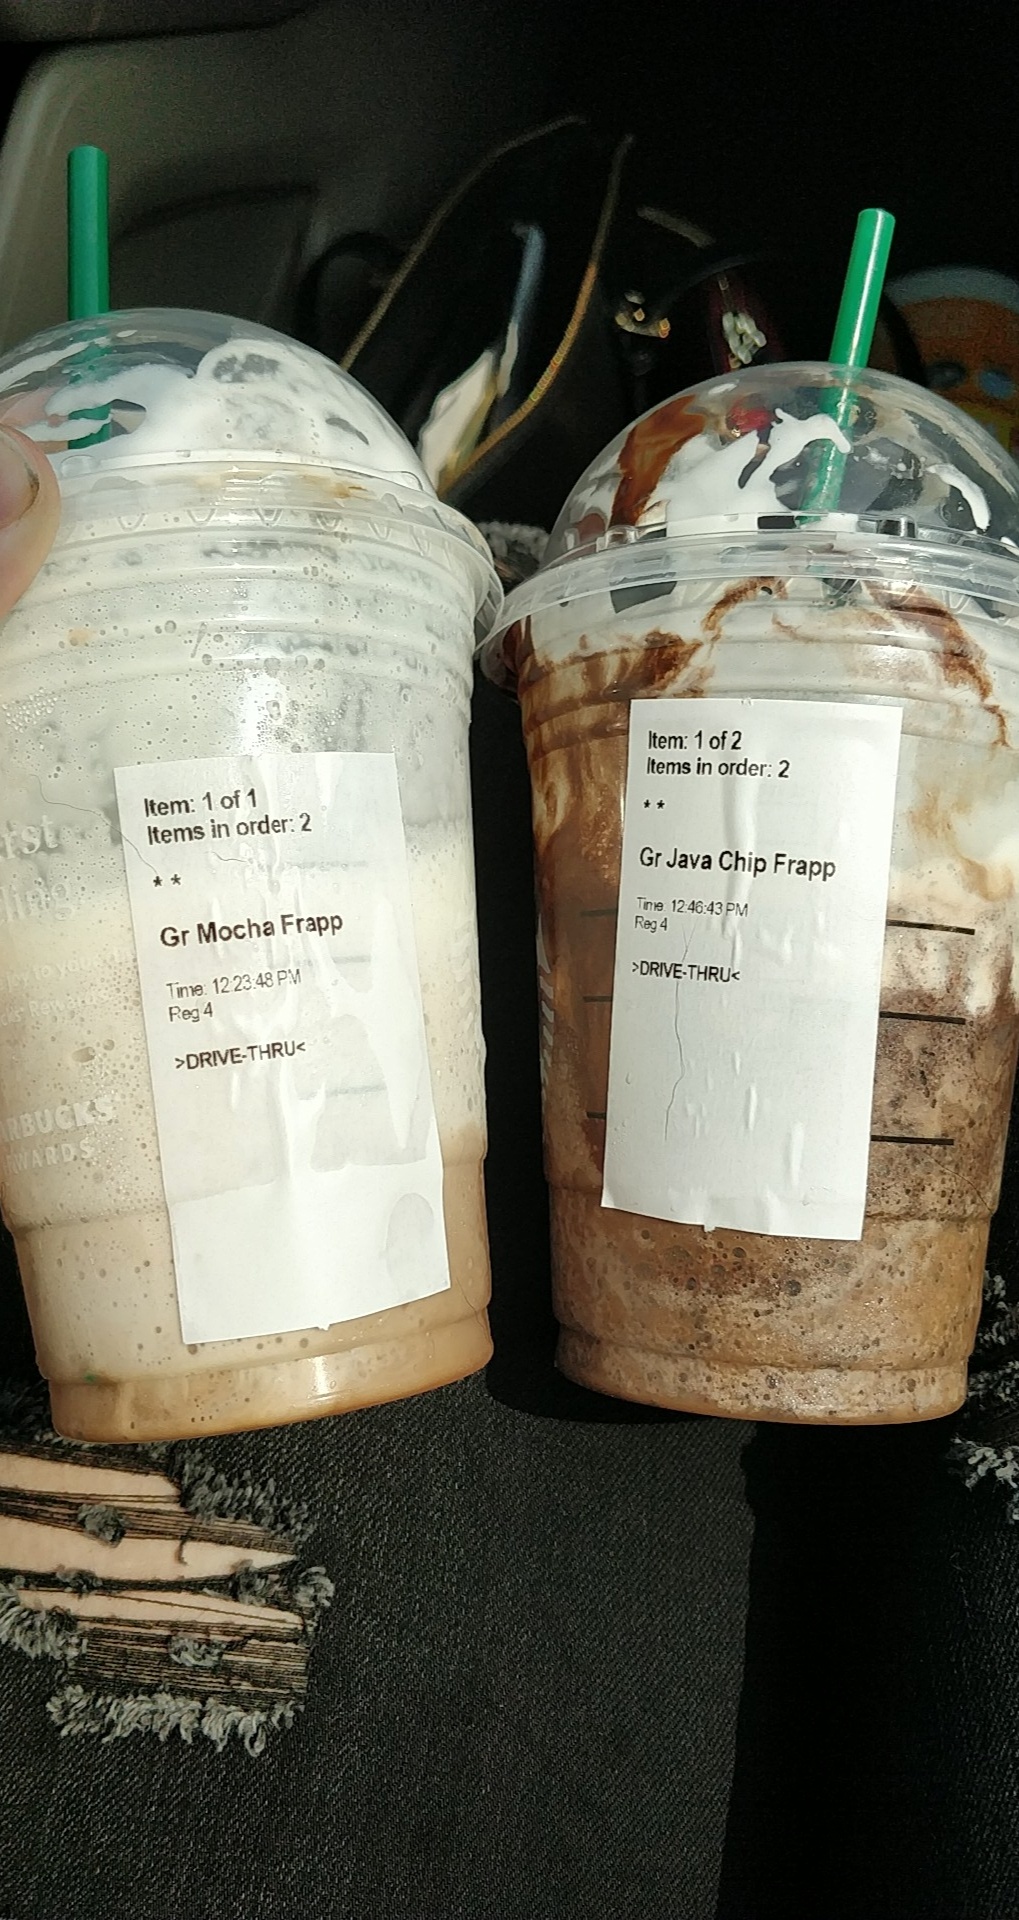 Item: 1 of 1
Items in order: 2
* *
Gr Mocha Frapp
Time: 12:23:48 PM
Reg 4
>DRIVE-THRU<
RBUCKS
WARDS
Item: 1 of 2
Items in order: 2
* *
Gr Java Chip Frapp
Time: 12:46:43 PM
Reg 4
>DRIVE-THRU<